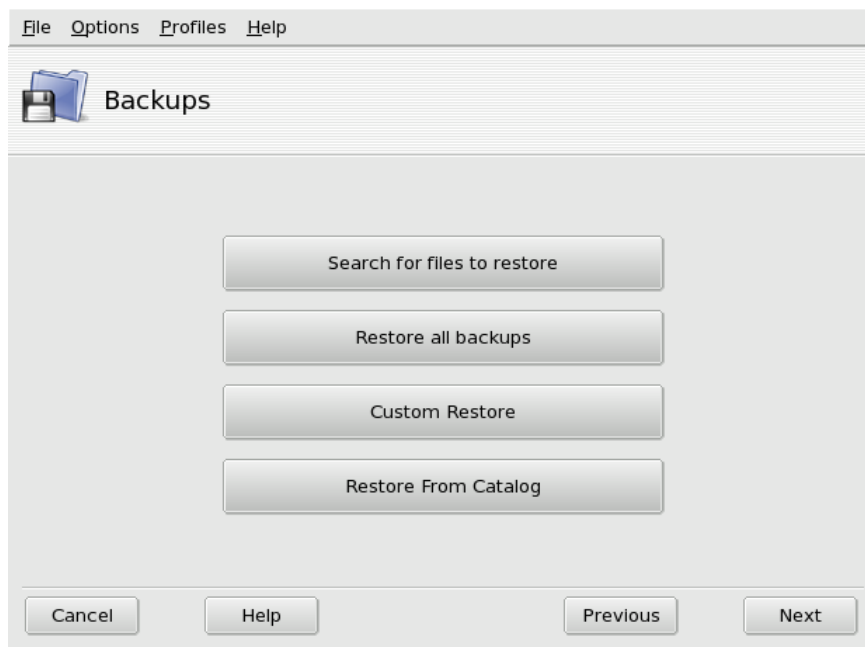 File Options Profiles Help
Backups
Search for files to restore
Restore all backups
Custom Restore
Restore From Catalog
Cancel Help Previous Next